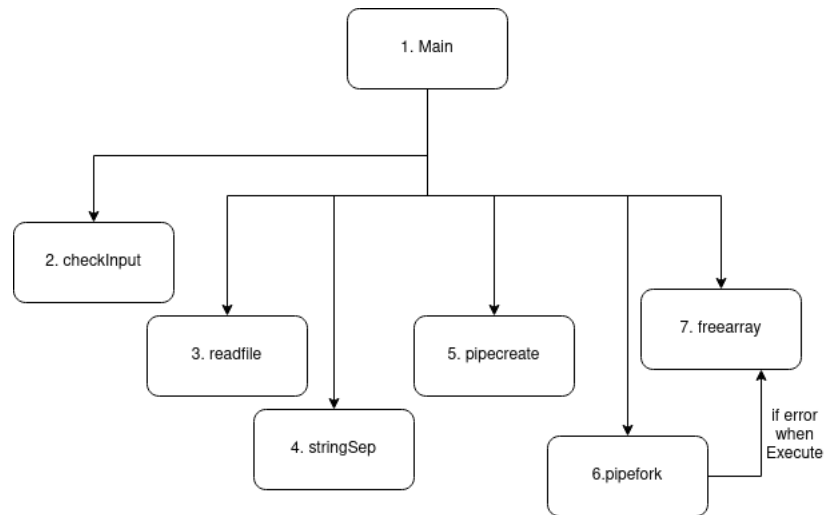 1. Main
2. checkInput
3. readfile
4. stringSep
5. pipecreate
6.pipefork
7. freearray
if error
when
Execute